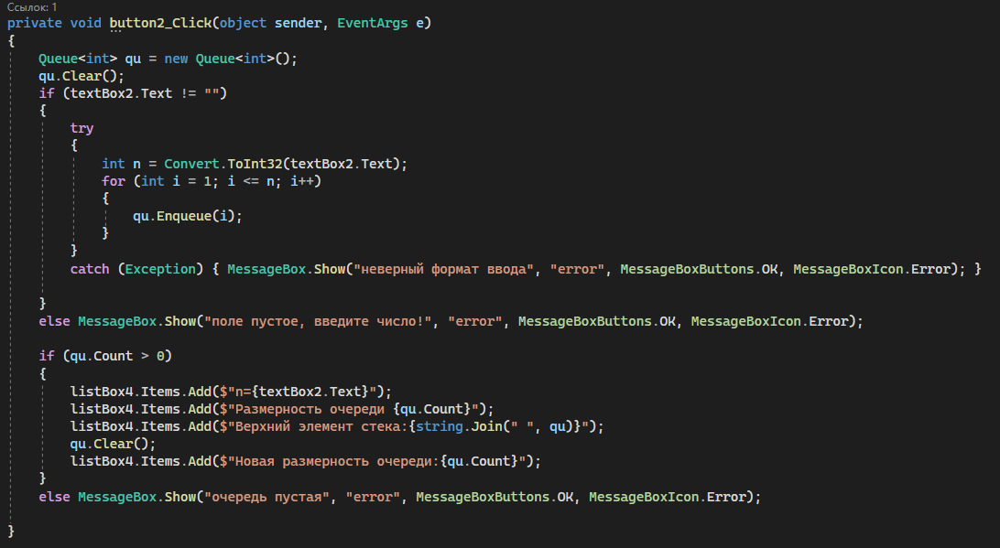 Ссылок: 1
private void button2_Click(object sender, EventArgs e)
{
    Queue<int> qu = new Queue<int>();
    qu.Clear();
    if (textBox2.Text != "")
    {
        try
        {
            int n = Convert.ToInt32(textBox2.Text);
            for (int i = 1; i <= n; i++)
            {
                qu.Enqueue(i);
            }
        }
        catch (Exception) { MessageBox.Show("неверный формат ввода", "error", MessageBoxButtons.OK, MessageBoxIcon.Error); }
    }
    else MessageBox.Show("поле пустое, введите число!", "error", MessageBoxButtons.OK, MessageBoxIcon.Error);
    if (qu.Count > 0)
    {
        listBox4.Items.Add($"n={textBox2.Text}");
        listBox4.Items.Add($"Размерность очереди {qu.Count}");
        listBox4.Items.Add($"Верхний элемент стека:{string.Join(" ", qu)}");
        qu.Clear();
        listBox4.Items.Add($"Новая размерность очереди:{qu.Count}");
    }
    else MessageBox.Show("очередь пустая", "error", MessageBoxButtons.OK, MessageBoxIcon.Error);
}